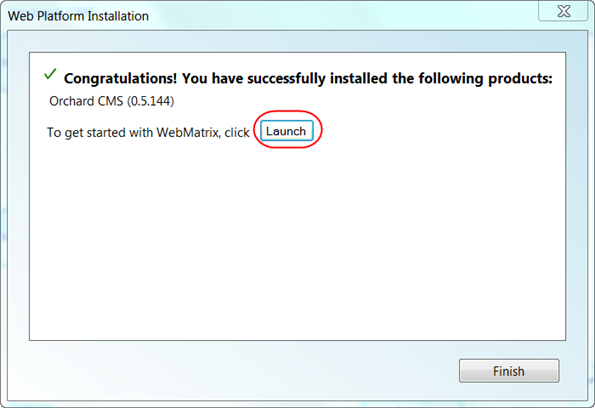 Web Platform Installation
Congratulations! You have successfully installed the following products:
Orchard CMS (0.5.144)
To get started with WebMatrix, click Launch
Finish